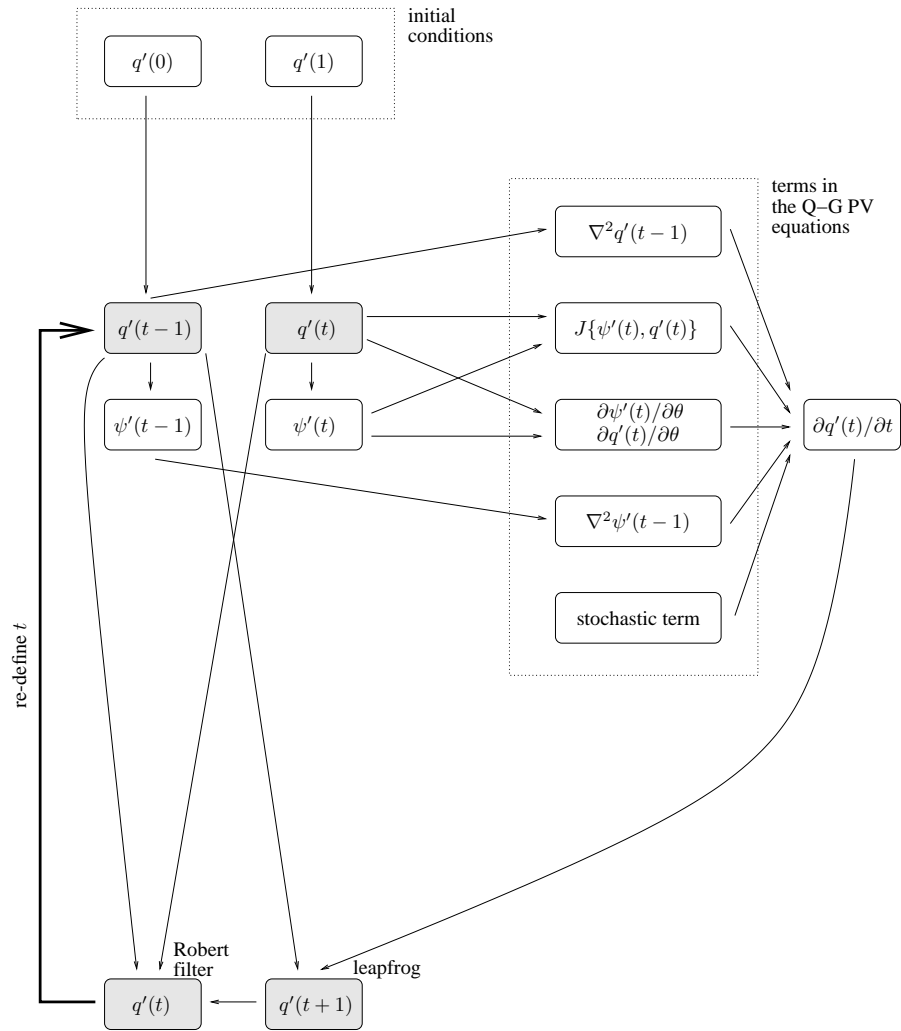 initial
conditions
q′(0)
q′(1)
terms in
the Q–G PV
equations
∇²q′(t−1)
q′(t−1)
q′(t)
J{ψ′(t), q′(t)}
ψ′(t−1)
ψ′(t)
∂ψ′(t)/∂θ
∂q′(t)/∂θ
∂q′(t)/∂t
∇²ψ′(t−1)
stochastic term
re-define t
Robert
filter
leapfrog
q′(t)
q′(t+1)